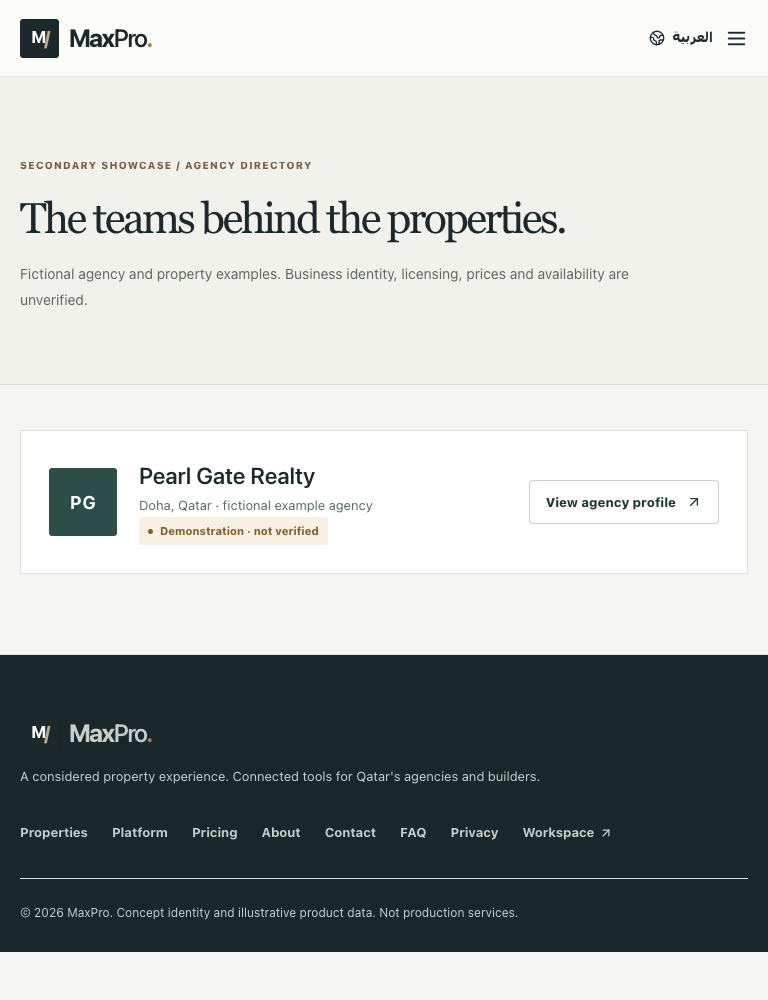 M/ MaxPro.
العربية
SECONDARY SHOWCASE / AGENCY DIRECTORY
The teams behind the properties.
Fictional agency and property examples. Business identity, licensing, prices and availability are
unverified.
PG
Pearl Gate Realty
Doha, Qatar · fictional example agency
Demonstration · not verified
View agency profile
M/ MaxPro.
A considered property experience. Connected tools for Qatar's agencies and builders.
Properties Platform Pricing About Contact FAQ Privacy Workspace
© 2026 MaxPro. Concept identity and illustrative product data. Not production services.